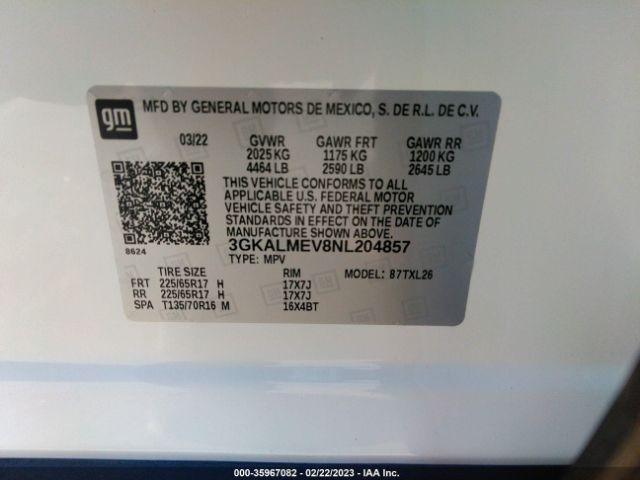 gm
MFD BY GENERAL MOTORS DE MEXICO, S. DE R.L. DE C.V.
03/22 GVWR GAWR FRT GAWR RR
2025 KG 1175 KG 1200 KG
4464 LB 2590 LB 2645 LB
THIS VEHICLE CONFORMS TO ALL
APPLICABLE U.S. FEDERAL MOTOR
VEHICLE SAFETY AND THEFT PREVENTION
STANDARDS IN EFFECT ON THE DATE OF
MANUFACTURE SHOWN ABOVE.
8624
3GKALMEV8NL204857
TYPE: MPV
TIRE SIZE RIM MODEL: 87TXL26
FRT 225/65R17 H 17X7J
RR 225/65R17 H 17X7J
SPA T135/70R16 M 16X4BT
000-35967082 - 02/22/2023 - IAA Inc.